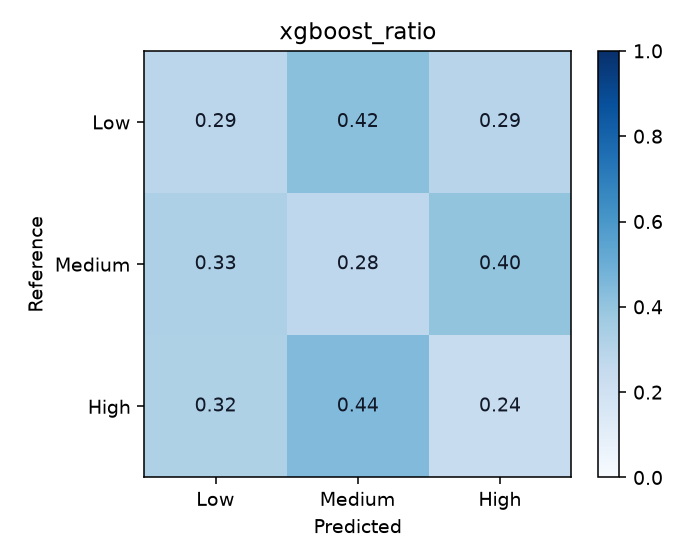 xgboost_ratio
1.0
Low 0.29 0.42 0.29
0.8
0.6
Reference
Medium 0.33 0.28 0.40
0.4
High 0.32 0.44 0.24
0.2
0.0
Low Medium High
Predicted